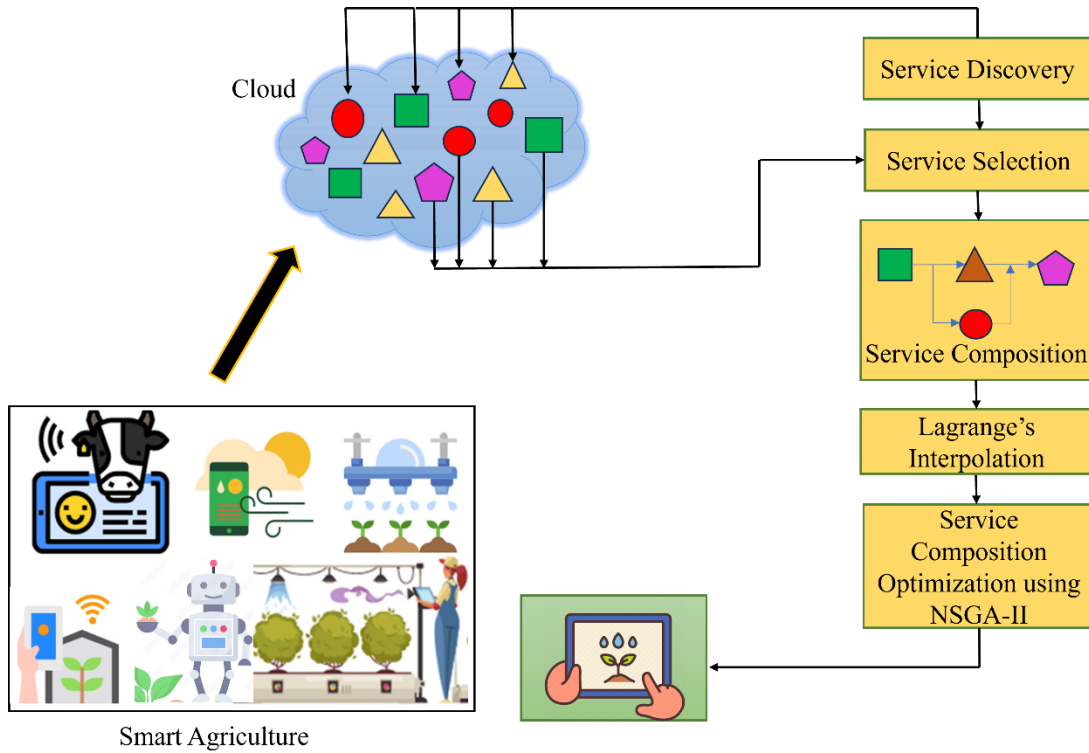 Cloud
Service Discovery
Service Selection
Service Composition
Lagrange’s
Interpolation
Service
Composition
Optimization using
NSGA-II
Smart Agriculture